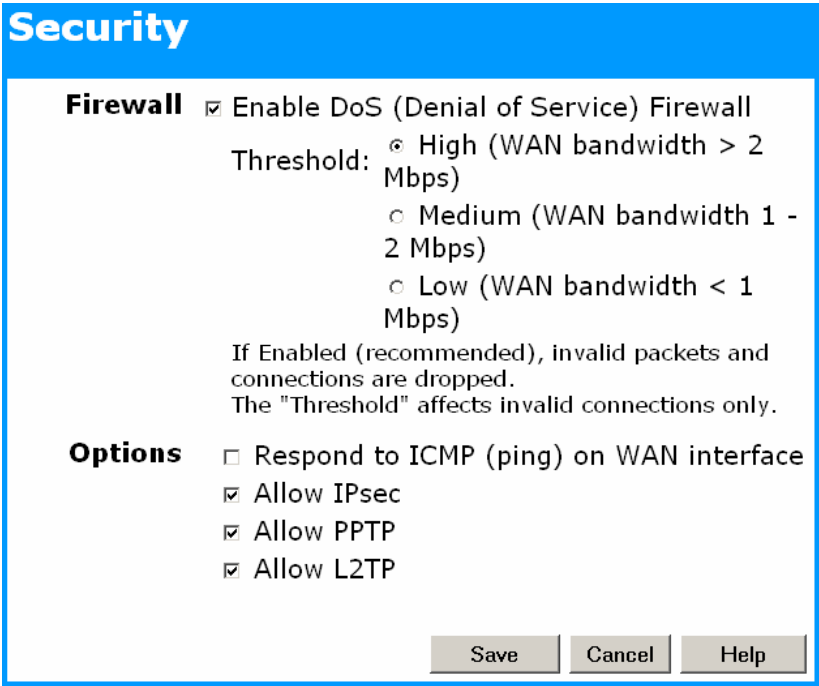 Security
Firewall Enable DoS (Denial of Service) Firewall
Threshold: High (WAN bandwidth > 2
Mbps)
Medium (WAN bandwidth 1 -
2 Mbps)
Low (WAN bandwidth < 1
Mbps)
If Enabled (recommended), invalid packets and
connections are dropped.
The "Threshold" affects invalid connections only.
Options Respond to ICMP (ping) on WAN interface
Allow IPsec
Allow PPTP
Allow L2TP
Save Cancel Help